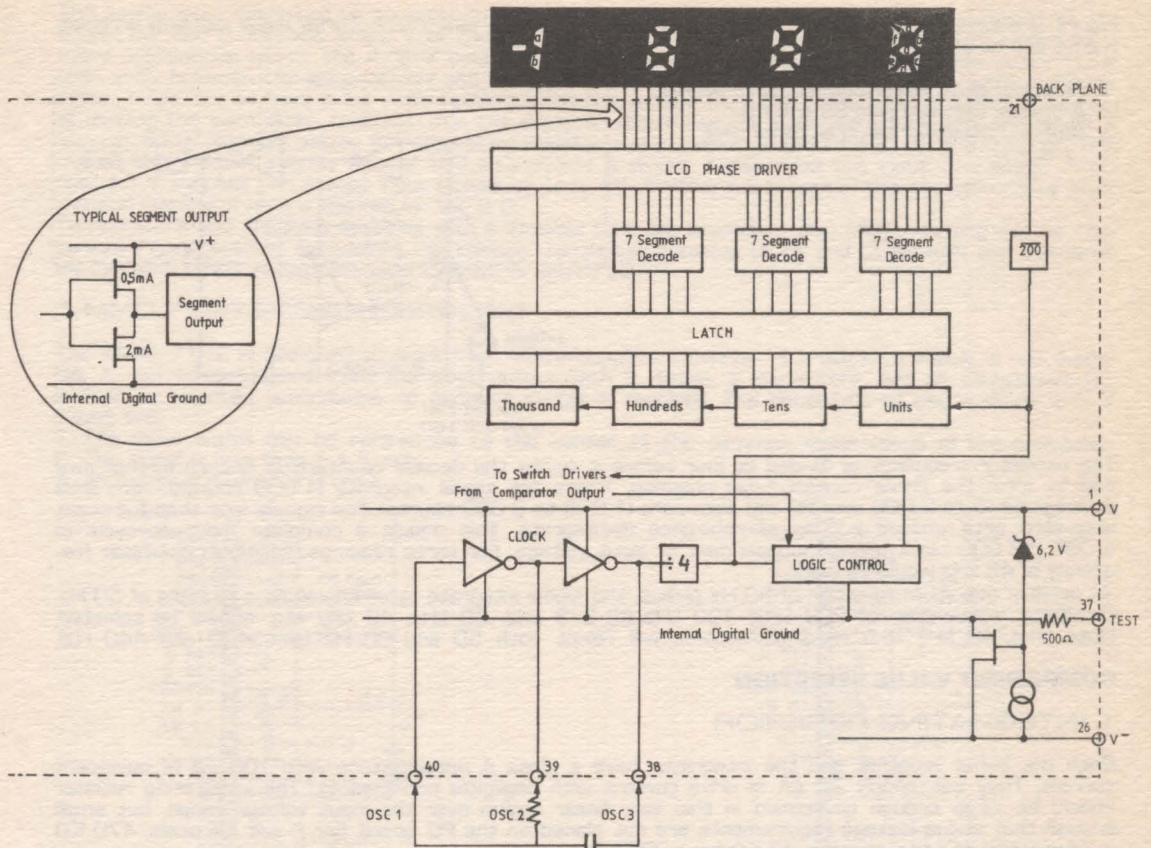 BACK PLANE
21
LCD PHASE DRIVER
TYPICAL SEGMENT OUTPUT
V+
0,5mA
Segment
Output
2mA
Internal Digital Ground
7 Segment
Decode
7 Segment
Decode
7 Segment
Decode
200
LATCH
Thousand
Hundreds
Tens
Units
To Switch Drivers
From Comparator Output
1
V
CLOCK
÷4
LOGIC CONTROL
6,2 V
37
TEST
500Ω
Internal Digital Ground
26
V-
40
39
38
OSC 1
OSC 2
OSC 3